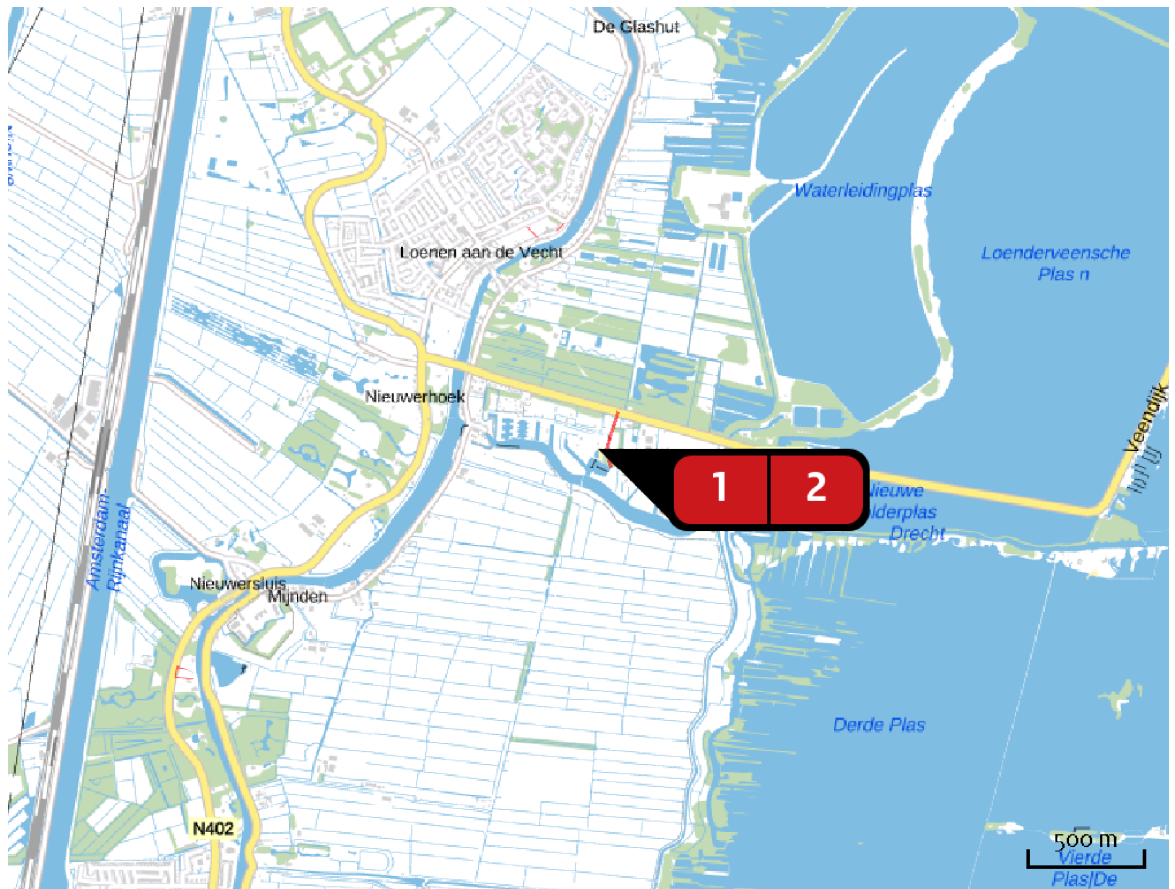 De Glashut
Waterleidingplas
Loenen aan de Vecht
Loenderveensche
Plas n
Nieuwerhoek
Veendijk
1 2
Nieuwe
lderplas
Drecht
Amsterdam-
Rijnkanaal
Nieuwersluis
Mijnden
Derde Plas
N402
500 m
Vierde
Plas|De